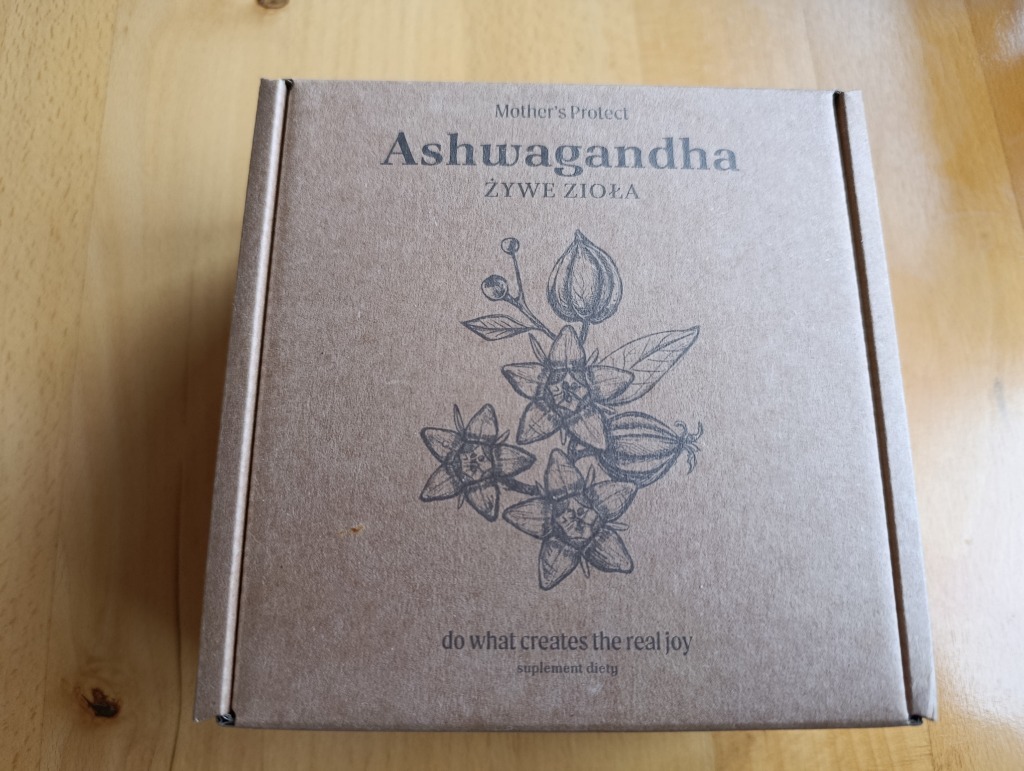 Mother's Protect
Ashwagandha
ŻYWE ZIOŁA
do what creates the real joy
suplement diety